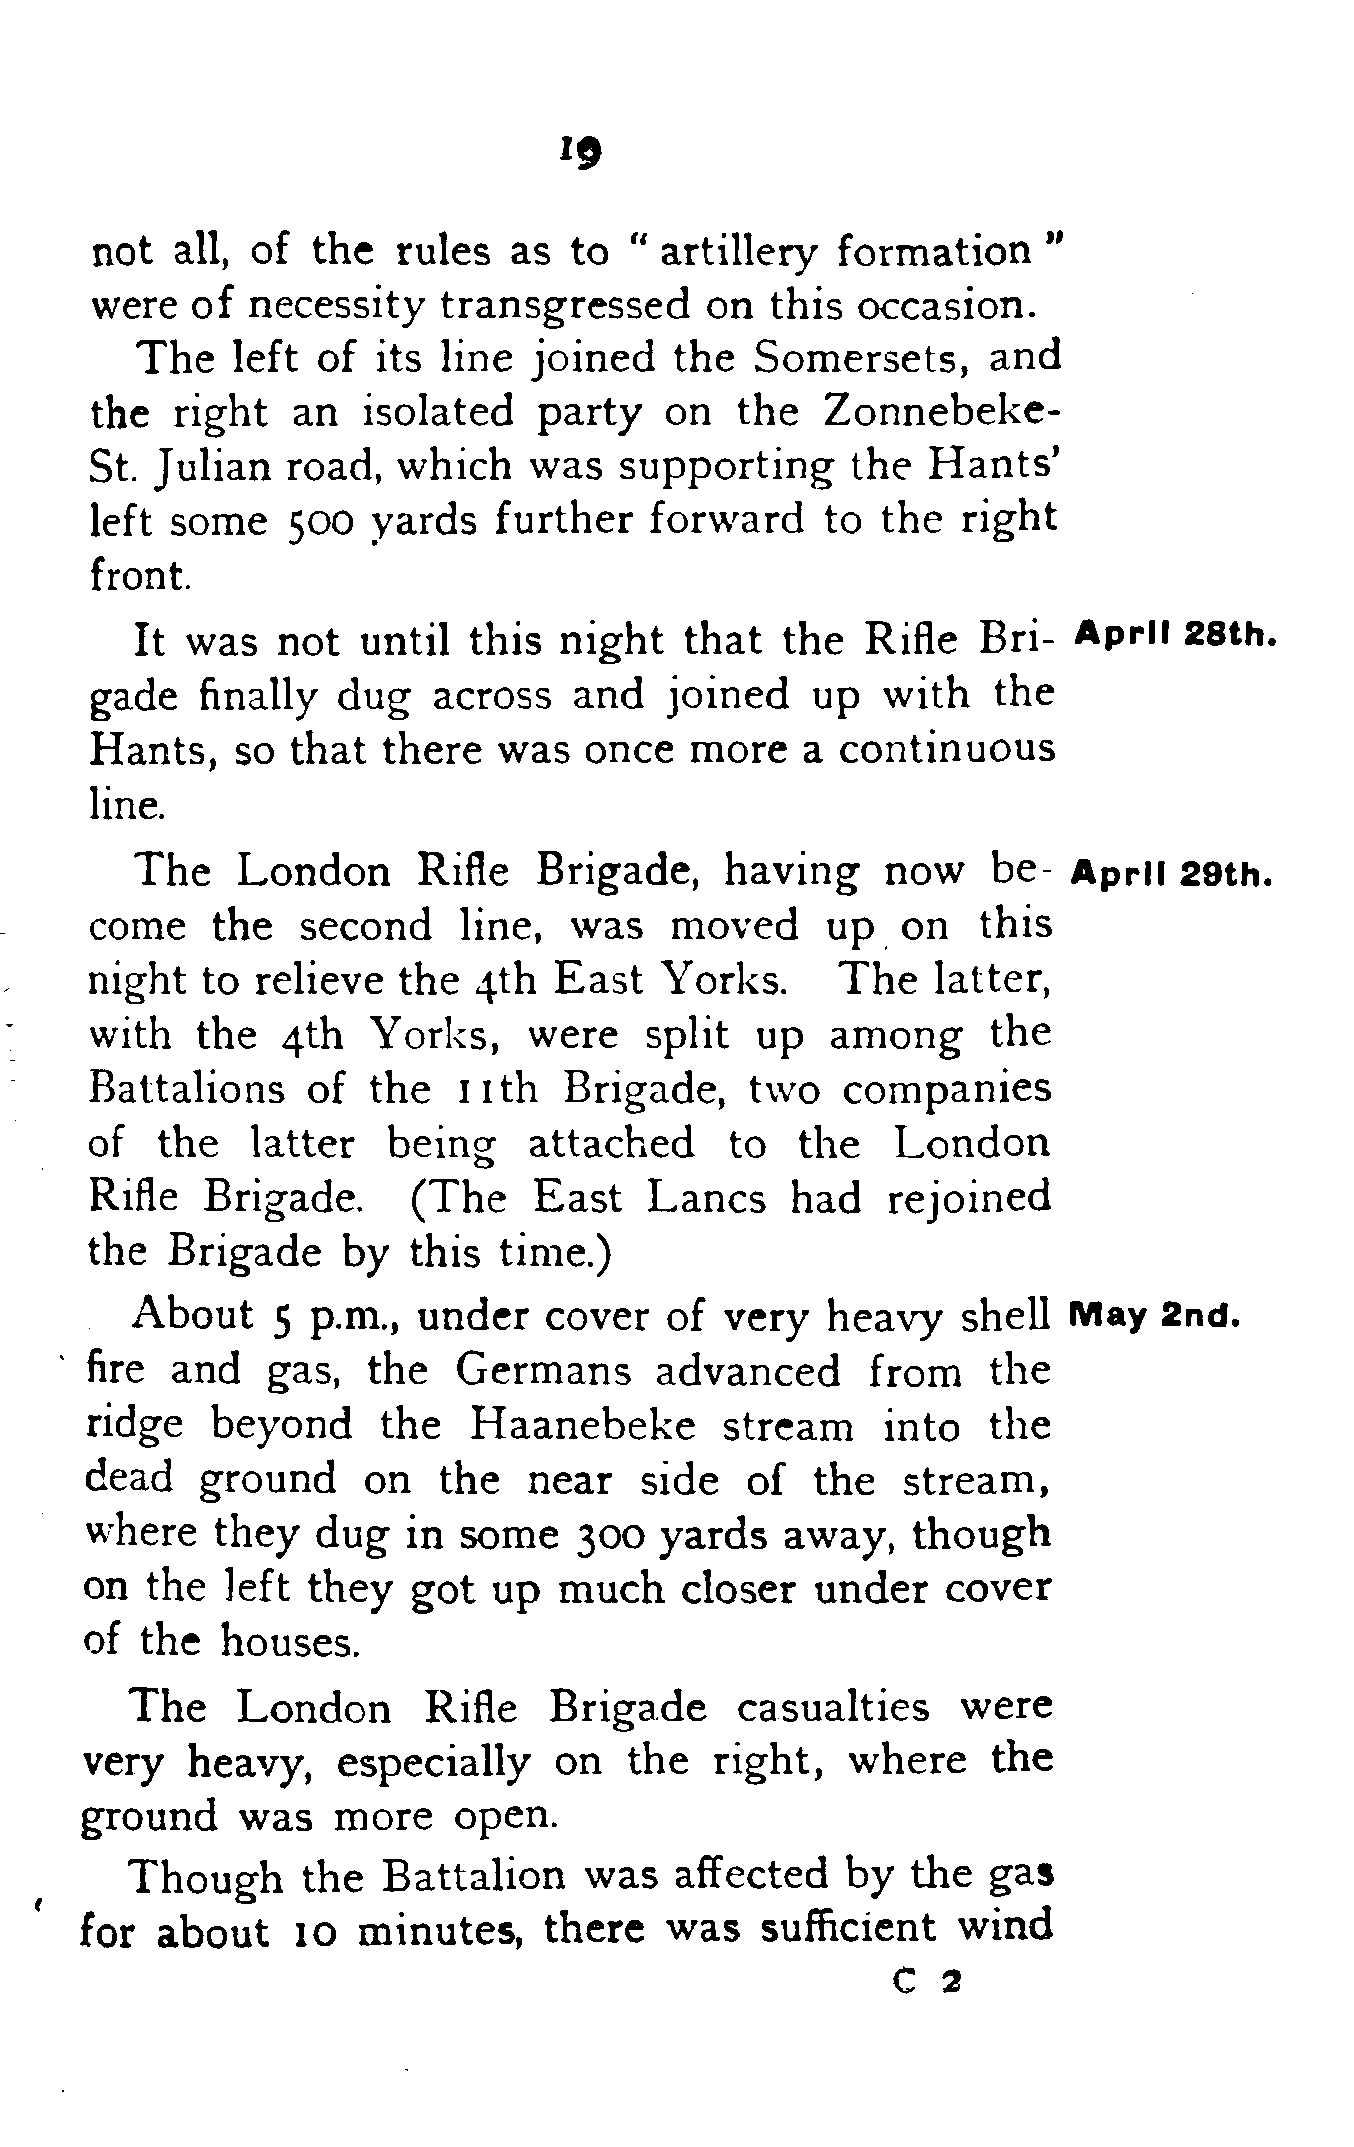 19
not all, of the rules as to " artillery formation "
were of necessity transgressed on this occasion.
The left of its line joined the Somersets, and
the right an isolated party on the Zonnebeke-
St. Julian road, which was supporting the Hants'
left some 500 yards further forward to the right
front.
It was not until this night that the Rifle Bri- April 28th.
gade finally dug across and joined up with the
Hants, so that there was once more a continuous
line.
The London Rifle Brigade, having now be- April 29th.
come the second line, was moved up on this
night to relieve the 4th East Yorks. The latter,
with the 4th Yorks, were split up among the
Battalions of the 11th Brigade, two companies
of the latter being attached to the London
Rifle Brigade. (The East Lancs had rejoined
the Brigade by this time.)
About 5 p.m., under cover of very heavy shell May 2nd.
fire and gas, the Germans advanced from the
ridge beyond the Haanebeke stream into the
dead ground on the near side of the stream,
where they dug in some 300 yards away, though
on the left they got up much closer under cover
of the houses.
The London Rifle Brigade casualties were
very heavy, especially on the right, where the
ground was more open.
Though the Battalion was affected by the gas
for about 10 minutes, there was sufficient wind
C 2